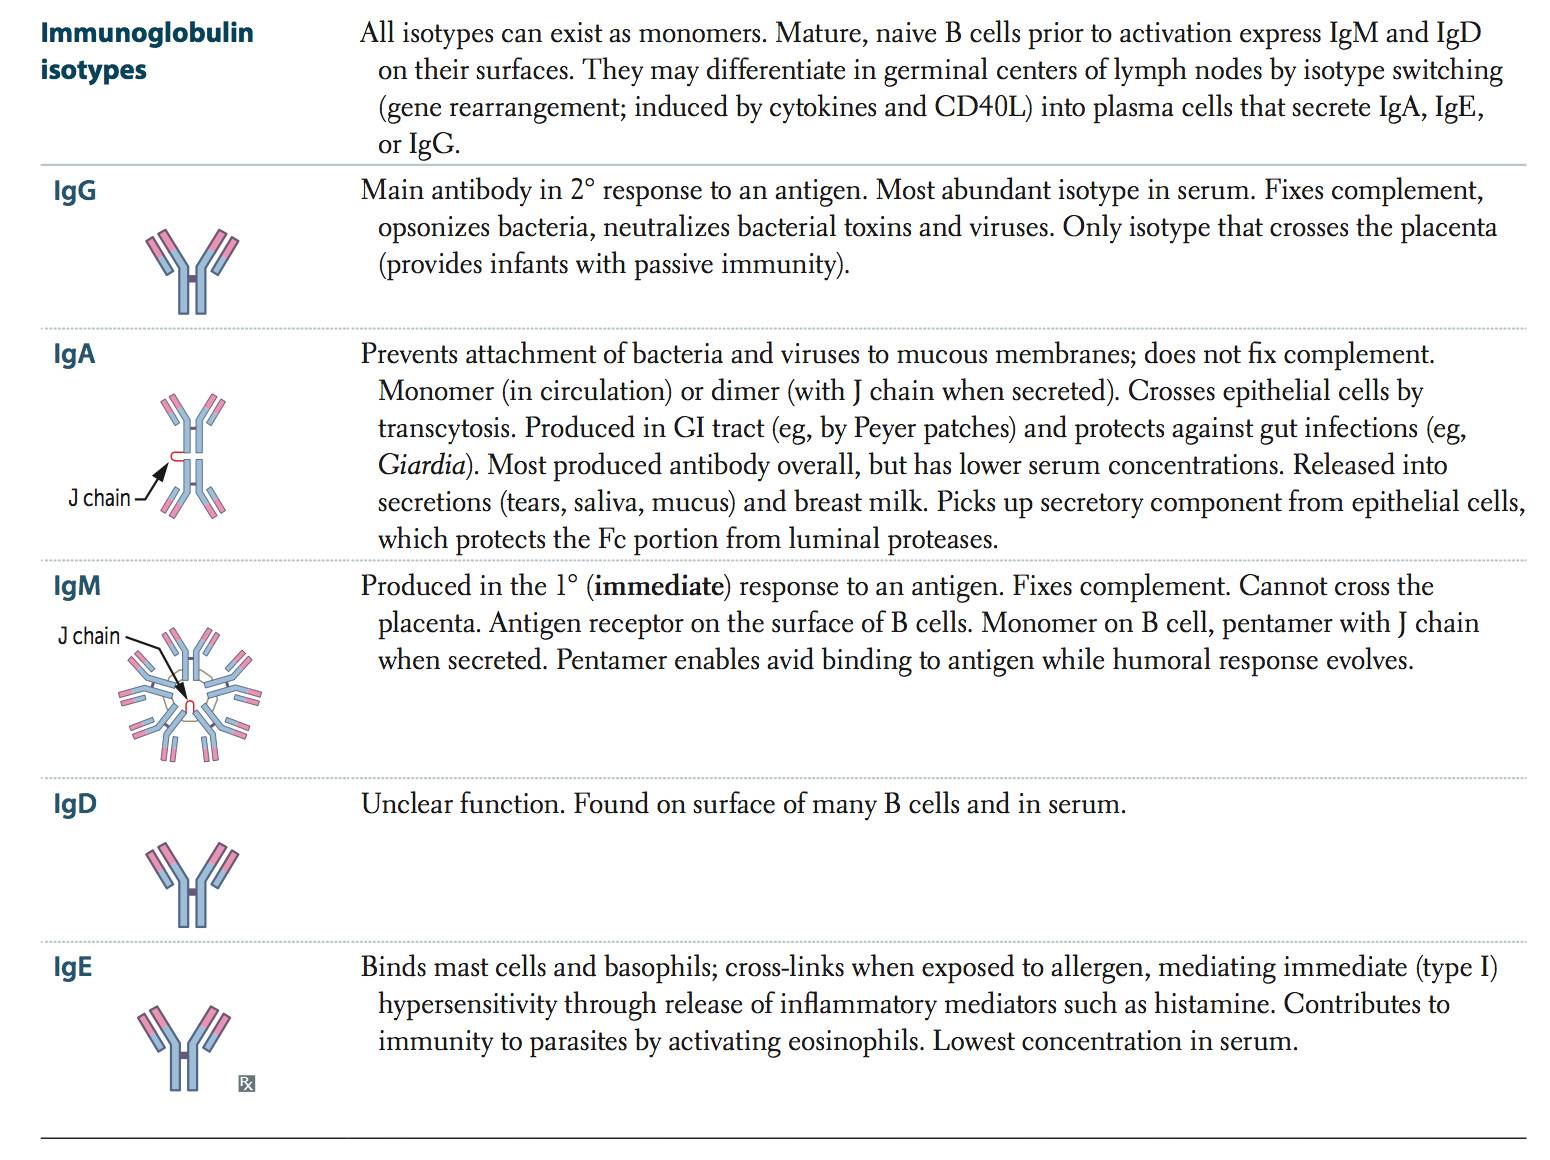 Immunoglobulin
isotypes
All isotypes can exist as monomers. Mature, naive B cells prior to activation express IgM and IgD
on their surfaces. They may differentiate in germinal centers of lymph nodes by isotype switching
(gene rearrangement; induced by cytokines and CD40L) into plasma cells that secrete IgA, IgE,
or IgG.
IgG
Main antibody in 2° response to an antigen. Most abundant isotype in serum. Fixes complement,
opsonizes bacteria, neutralizes bacterial toxins and viruses. Only isotype that crosses the placenta
(provides infants with passive immunity).
IgA
J chain
Prevents attachment of bacteria and viruses to mucous membranes; does not fix complement.
Monomer (in circulation) or dimer (with J chain when secreted). Crosses epithelial cells by
transcytosis. Produced in GI tract (eg, by Peyer patches) and protects against gut infections (eg,
Giardia). Most produced antibody overall, but has lower serum concentrations. Released into
secretions (tears, saliva, mucus) and breast milk. Picks up secretory component from epithelial cells,
which protects the Fc portion from luminal proteases.
IgM
J chain
Produced in the 1° (immediate) response to an antigen. Fixes complement. Cannot cross the
placenta. Antigen receptor on the surface of B cells. Monomer on B cell, pentamer with J chain
when secreted. Pentamer enables avid binding to antigen while humoral response evolves.
IgD
Unclear function. Found on surface of many B cells and in serum.
IgE
Rx
Binds mast cells and basophils; cross-links when exposed to allergen, mediating immediate (type I)
hypersensitivity through release of inflammatory mediators such as histamine. Contributes to
immunity to parasites by activating eosinophils. Lowest concentration in serum.